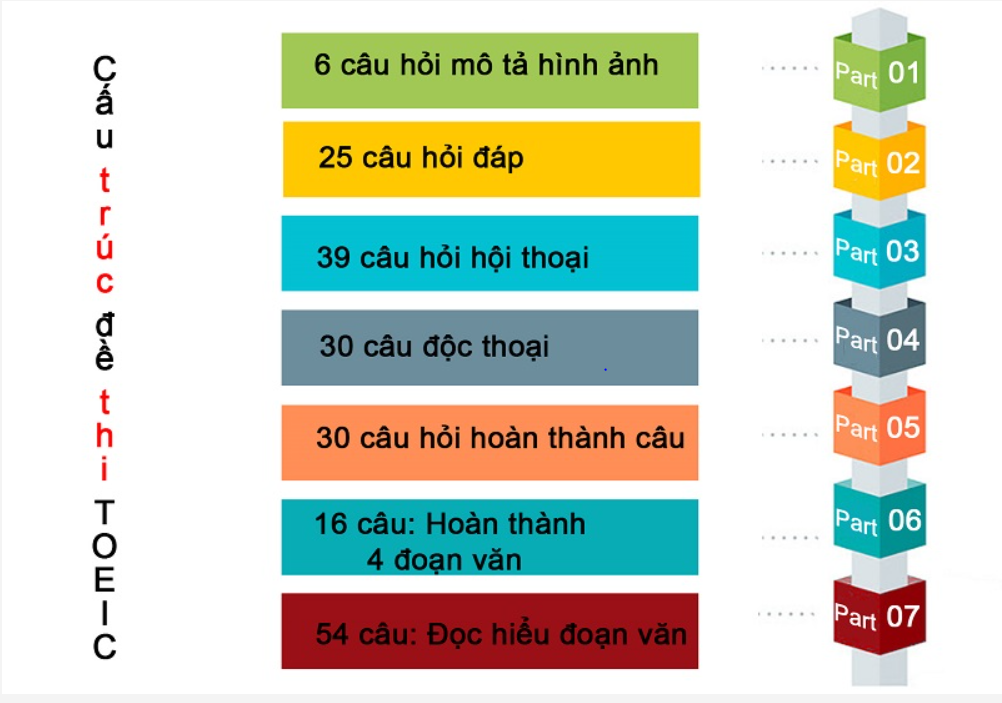 Cấu trúc đề thi TOEIC
6 câu hỏi mô tả hình ảnh
Part 01
25 câu hỏi đáp
Part 02
39 câu hỏi hội thoại
Part 03
30 câu độc thoại
Part 04
30 câu hỏi hoàn thành câu
Part 05
16 câu: Hoàn thành
4 đoạn văn
Part 06
54 câu: Đọc hiểu đoạn văn
Part 07